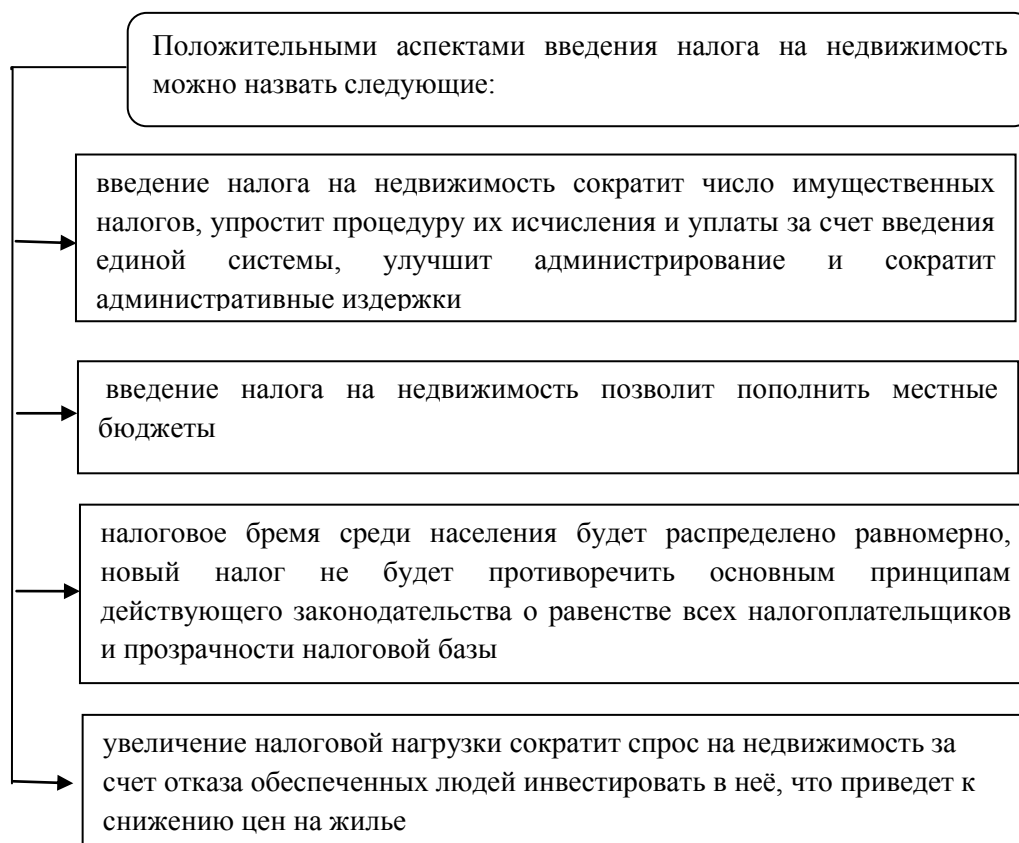 Положительными аспектами введения налога на недвижимость
можно назвать следующие:
введение налога на недвижимость сократит число имущественных
налогов, упростит процедуру их исчисления и уплаты за счет введения
единой системы, улучшит администрирование и сократит
административные издержки
введение налога на недвижимость позволит пополнить местные
бюджеты
налоговое бремя среди населения будет распределено равномерно,
новый налог не будет противоречить основным принципам
действующего законодательства о равенстве всех налогоплательщиков
и прозрачности налоговой базы
увеличение налоговой нагрузки сократит спрос на недвижимость за
счет отказа обеспеченных людей инвестировать в неё, что приведет к
снижению цен на жилье